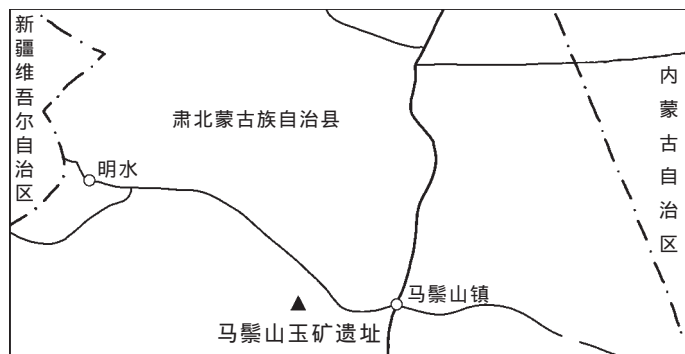 新疆维吾尔自治区
肃北蒙古族自治县
内蒙古自治区
明水
马鬃山镇
马鬃山玉矿遗址